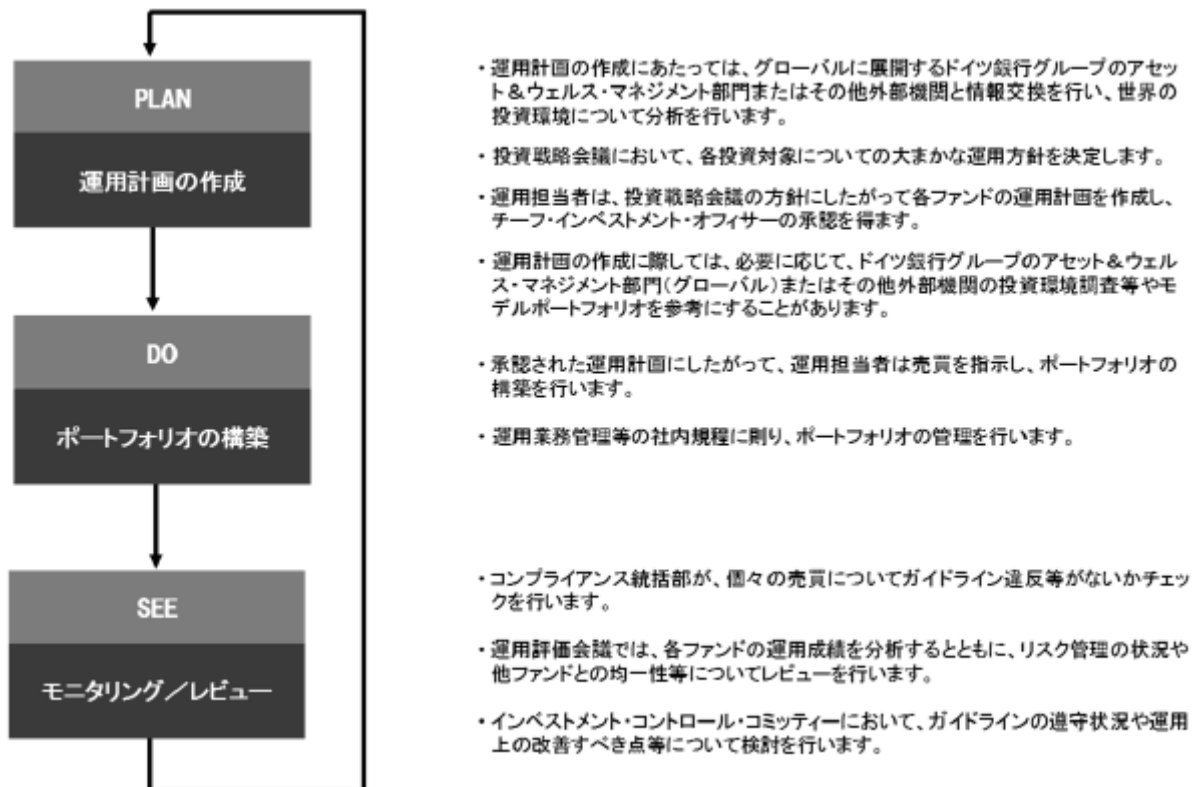 PLAN
運用計画の作成
・運用計画の作成にあたっては、グローバルに展開するドイツ銀行グループのアセッ
ト＆ウェルス・マネジメント部門またはその他外部機関と情報交換を行い、世界の
投資環境について分析を行います。
・投資戦略会議において、各投資対象についての大まかな運用方針を決定します。
・運用担当者は、投資戦略会議の方針にしたがって各ファンドの運用計画を作成し、
チーフ・インベストメント・オフィサーの承認を得ます。
・運用計画の作成に際しては、必要に応じて、ドイツ銀行グループのアセット＆ウェル
ス・マネジメント部門（グローバル）またはその他外部機関の投資環境調査等やモ
デルポートフォリオを参考にすることがあります。
DO
ポートフォリオの構築
・承認された運用計画にしたがって、運用担当者は売買を指示し、ポートフォリオの
構築を行います。
・運用業務管理等の社内規程に則り、ポートフォリオの管理を行います。
SEE
モニタリング／レビュー
・コンプライアンス統括部が、個々の売買についてガイドライン違反等がないかチェッ
クを行います。
・運用評価会議では、各ファンドの運用成績を分析するとともに、リスク管理の状況や
他ファンドとの均一性等についてレビューを行います。
・インベストメント・コントロール・コミッティーにおいて、ガイドラインの遵守状況や運用
上の改善すべき点等について検討を行います。